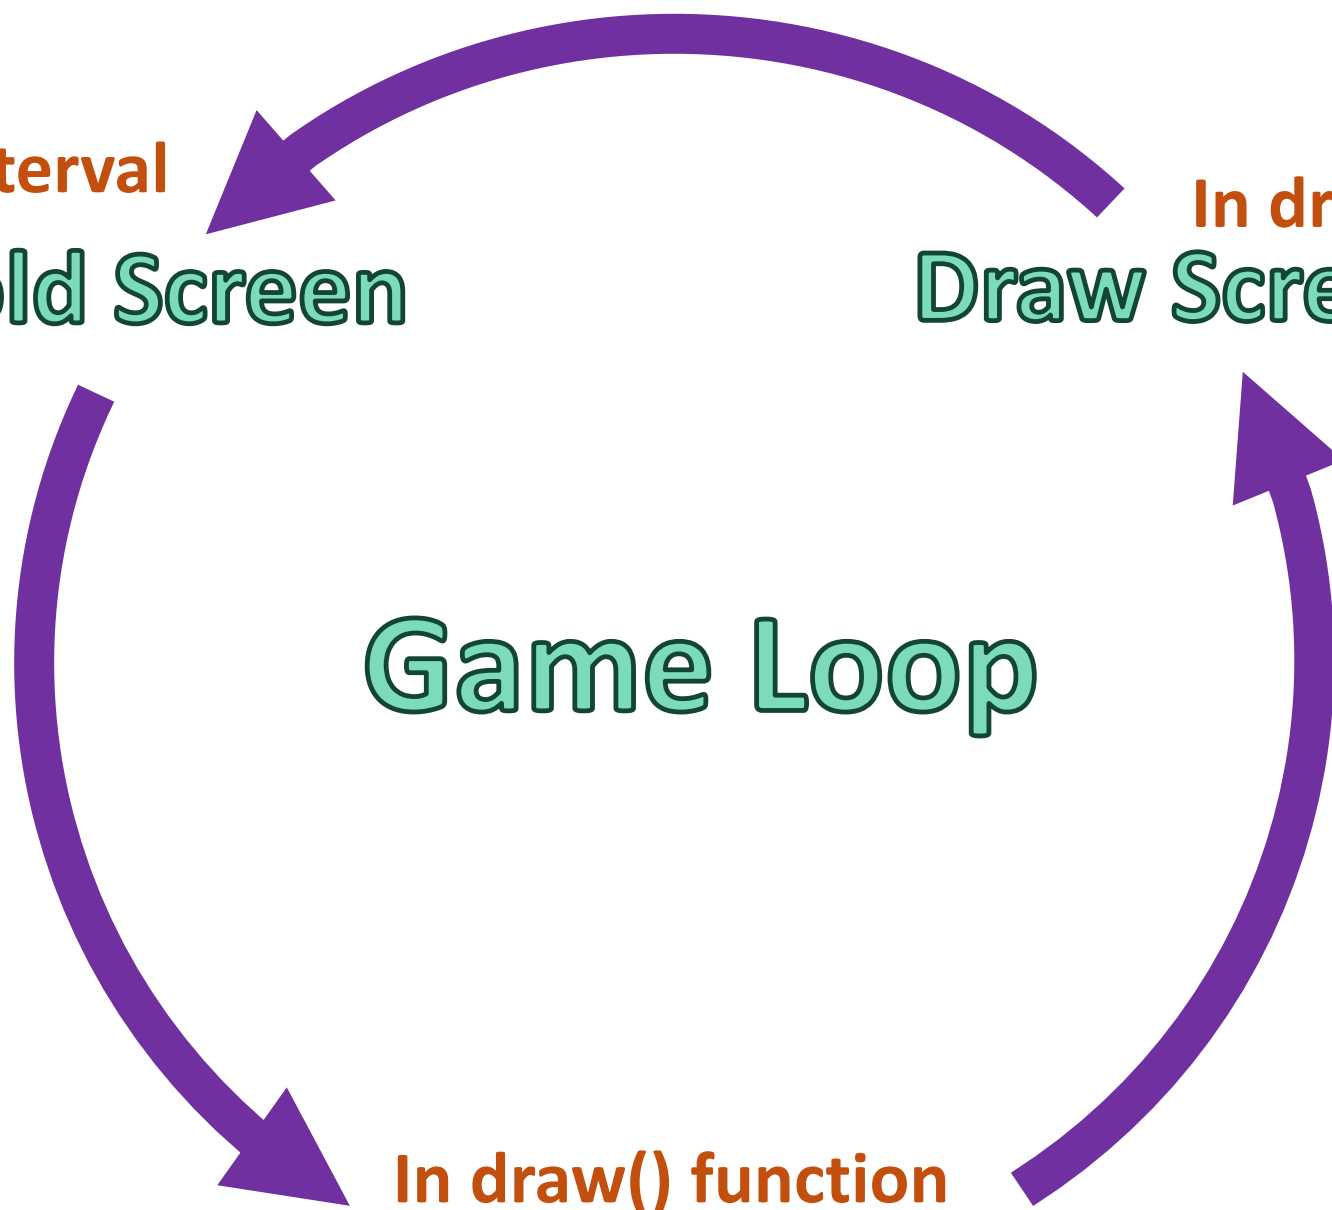 terval
In dr
old Screen
Draw Scre
Game Loop
In draw() function